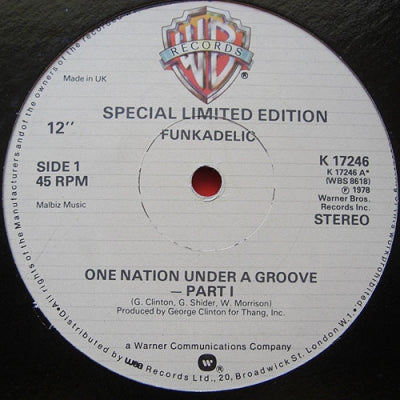 WB
RECORDS
®
Made in UK
SPECIAL LIMITED EDITION
12"
FUNKADELIC
SIDE 1
45 RPM
K 17246
K 17246 A*
(WBS 8618)
Ⓟ 1978
Warner Bros.
Records Inc.
STEREO
Malbiz Music
ONE NATION UNDER A GROOVE
— PART I
(G. Clinton, G. Shider, W. Morrison)
Produced by George Clinton for Thang, Inc.
a Warner Communications Company
All rights of the Manufacturers and of the owners of the recorded
•Distributed by wea Records Ltd., 20, Broadwick St. London W.1.•